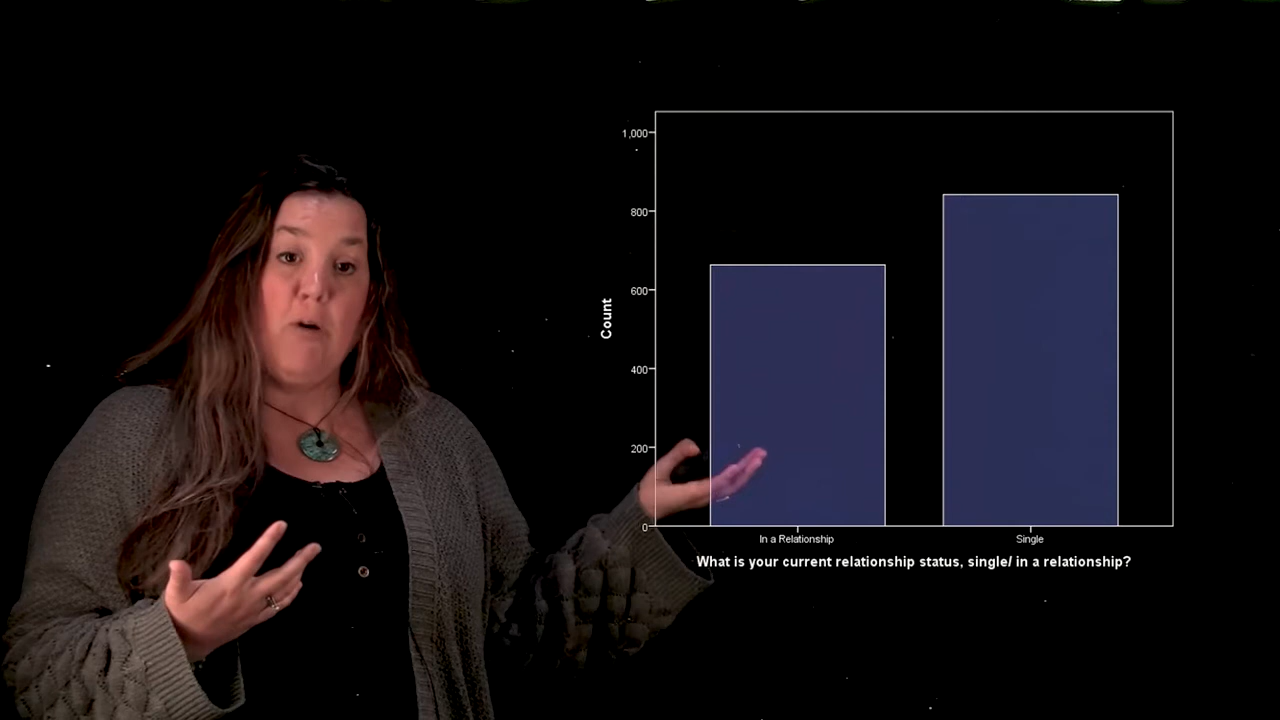 1,000
800
600
400
200
0
Count
In a Relationship
Single
What is your current relationship status, single/ in a relationship?